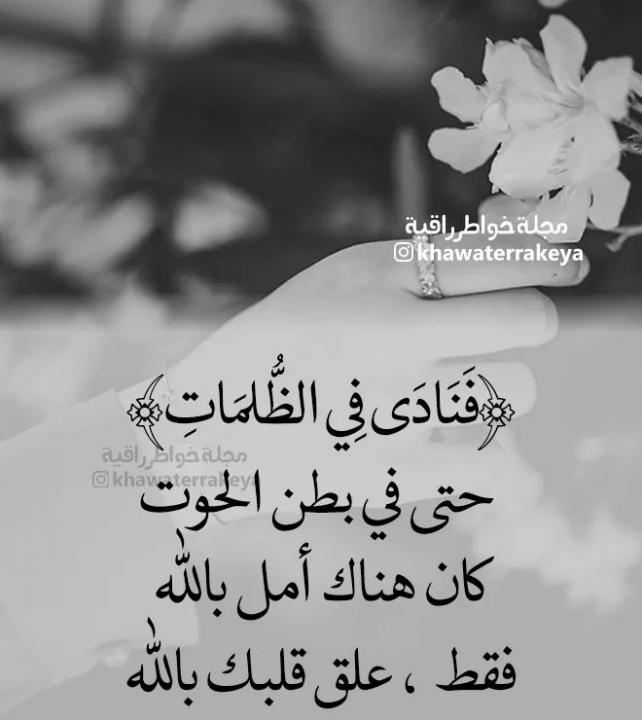 مجلة خواطر راقية
khawaterrakeya
﴿فَنَادَى فِي الظُّلمَاتِ﴾
مجلة خواطر راقية
khawaterrakeya
حتى في بطن الحوت
كان هناك أمل بالله
فقط ، علق قلبك بالله